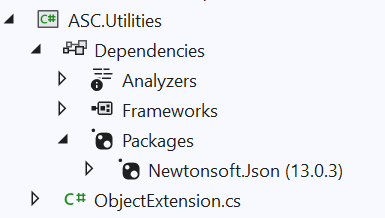 C# ASC.Utilities
Dependencies
Analyzers
Frameworks
Packages
Newtonsoft.Json (13.0.3)
C# ObjectExtension.cs